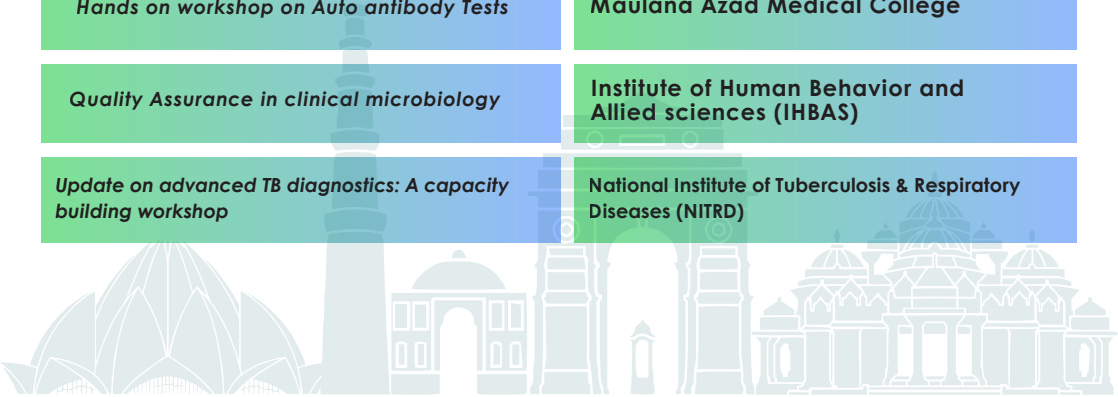 Hands on workshop on Auto antibody Tests
Maulana Azad Medical College
Quality Assurance in clinical microbiology
Institute of Human Behavior and
Allied sciences (IHBAS)
Update on advanced TB diagnostics: A capacity
building workshop
National Institute of Tuberculosis & Respiratory
Diseases (NITRD)